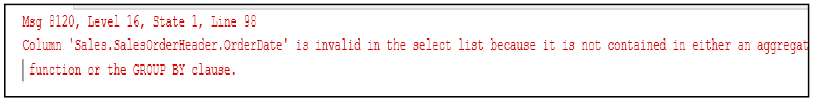 Msg 8120, Level 16, State 1, Line 98
Column 'Sales.SalesOrderHeader.OrderDate' is invalid in the select list because it is not contained in either an aggregat
function or the GROUP BY clause.